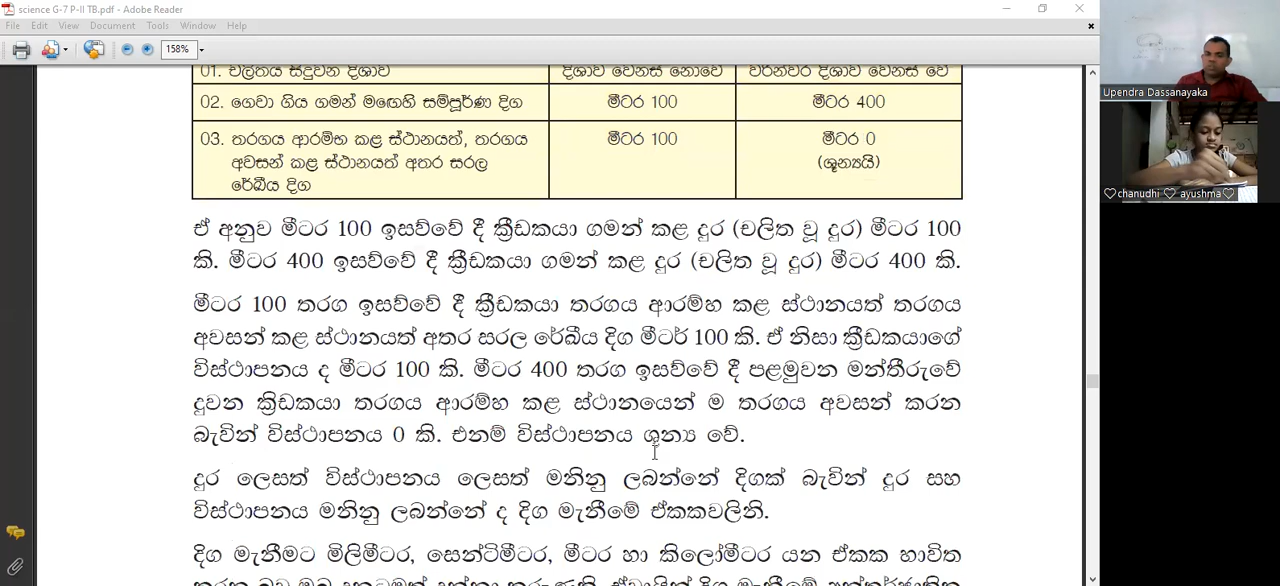 science G-7 P-II TB.pdf - Adobe Reader
File Edit View Document Tools Window Help
158%
01. චලිතය සිදුවන දිශාව දිශාව වෙනස් නොවේ වරින්වර දිශාව වෙනස් වේ
02. ගෙවා ගිය ගමන් මඟෙහි සම්පූර්ණ දිග මීටර 100 මීටර 400
03. තරගය ආරම්භ කළ ස්ථානයත්, තරගය මීටර 100 මීටර 0
අවසන් කළ ස්ථානයත් අතර සරල (ශූන්‍යයි)
රේඛීය දිග
ඒ අනුව මීටර 100 ඉසව්වේ දී ක්‍රීඩකයා ගමන් කළ දුර (චලිත වූ දුර) මීටර 100
කි. මීටර 400 ඉසව්වේ දී ක්‍රීඩකයා ගමන් කළ දුර (චලිත වූ දුර) මීටර 400 කි.
මීටර 100 තරග ඉසව්වේ දී ක්‍රීඩකයා තරගය ආරම්භ කළ ස්ථානයත් තරගය
අවසන් කළ ස්ථානයත් අතර සරල රේඛීය දිග මීටර් 100 කි. ඒ නිසා ක්‍රීඩකයාගේ
විස්ථාපනය ද මීටර 100 කි. මීටර 400 තරග ඉසව්වේ දී පළමුවන මන්තීරුවේ
දුවන ක්‍රිඩකයා තරගය ආරම්භ කළ ස්ථානයෙන් ම තරගය අවසන් කරන
බැවින් විස්ථාපනය 0 කි. එනම් විස්ථාපනය ශුන්‍ය වේ.
දුර ලෙසත් විස්ථාපනය ලෙසත් මනිනු ලබන්නේ දිගක් බැවින් දුර සහ
විස්ථාපනය මනිනු ලබන්නේ ද දිග මැනීමේ ඒකකවලිනි.
දිග මැනීමට මිලිමීටර, සෙන්ටිමීටර, මීටර හා කිලෝමීටර යන ඒකක භාවිත
Upendra Dassanayaka
♡chanudhi ♡ ayushma♡